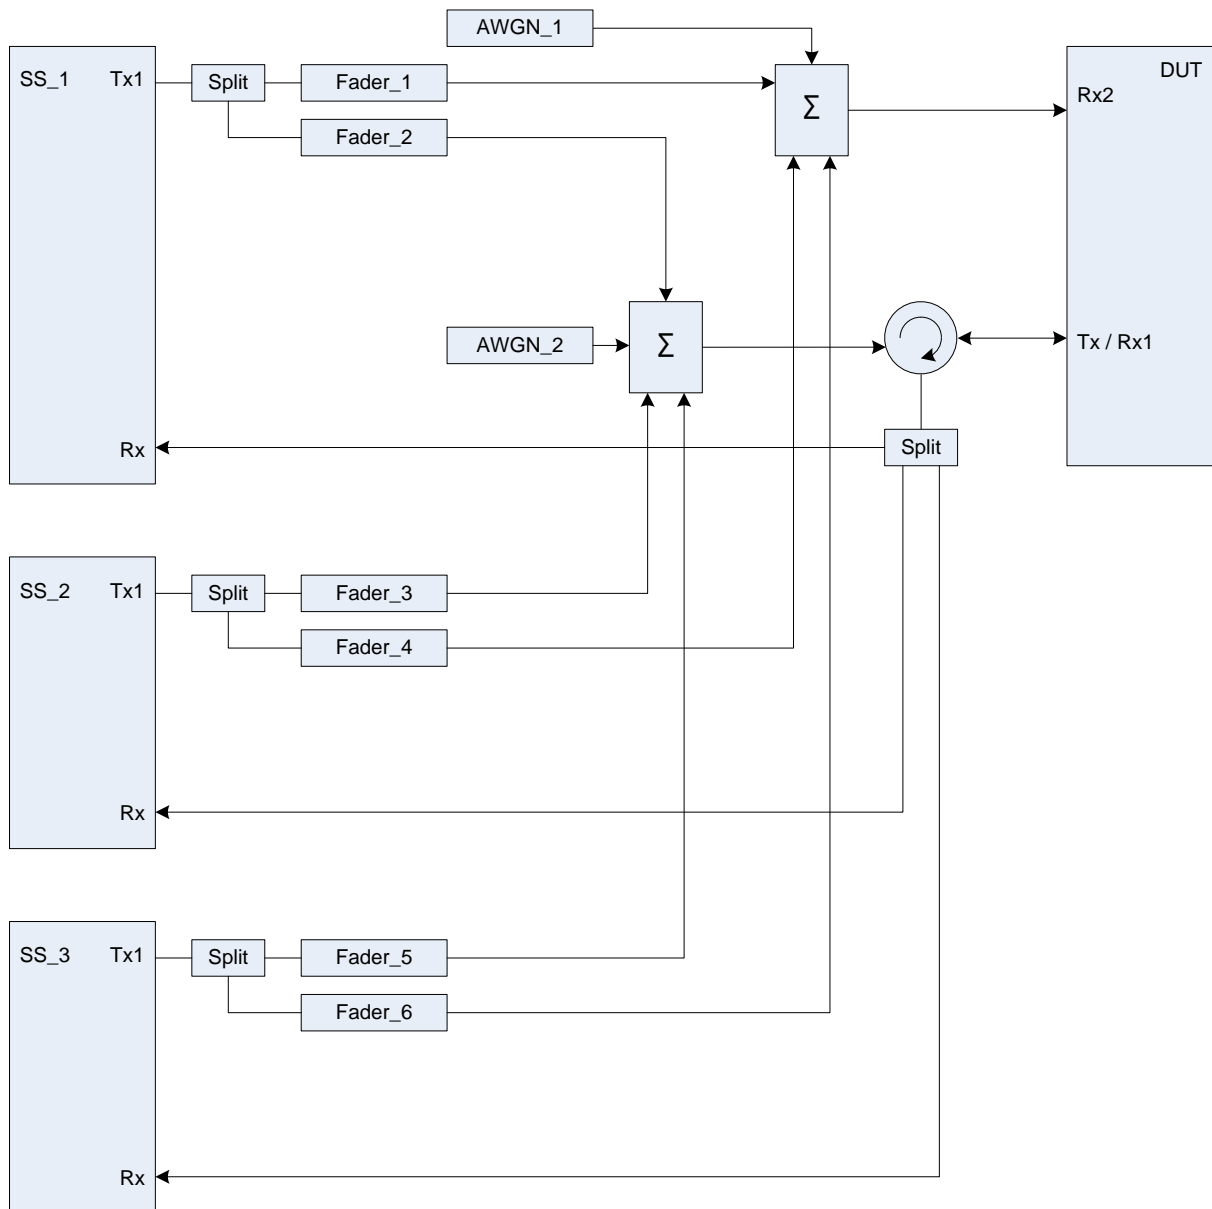 AWGN_1
SS_1 Tx1 Split Fader_1 Σ DUT
Rx2
Fader_2
AWGN_2 Σ Tx / Rx1
Rx Split
SS_2 Tx1 Split Fader_3
Fader_4
Rx
SS_3 Tx1 Split Fader_5
Fader_6
Rx